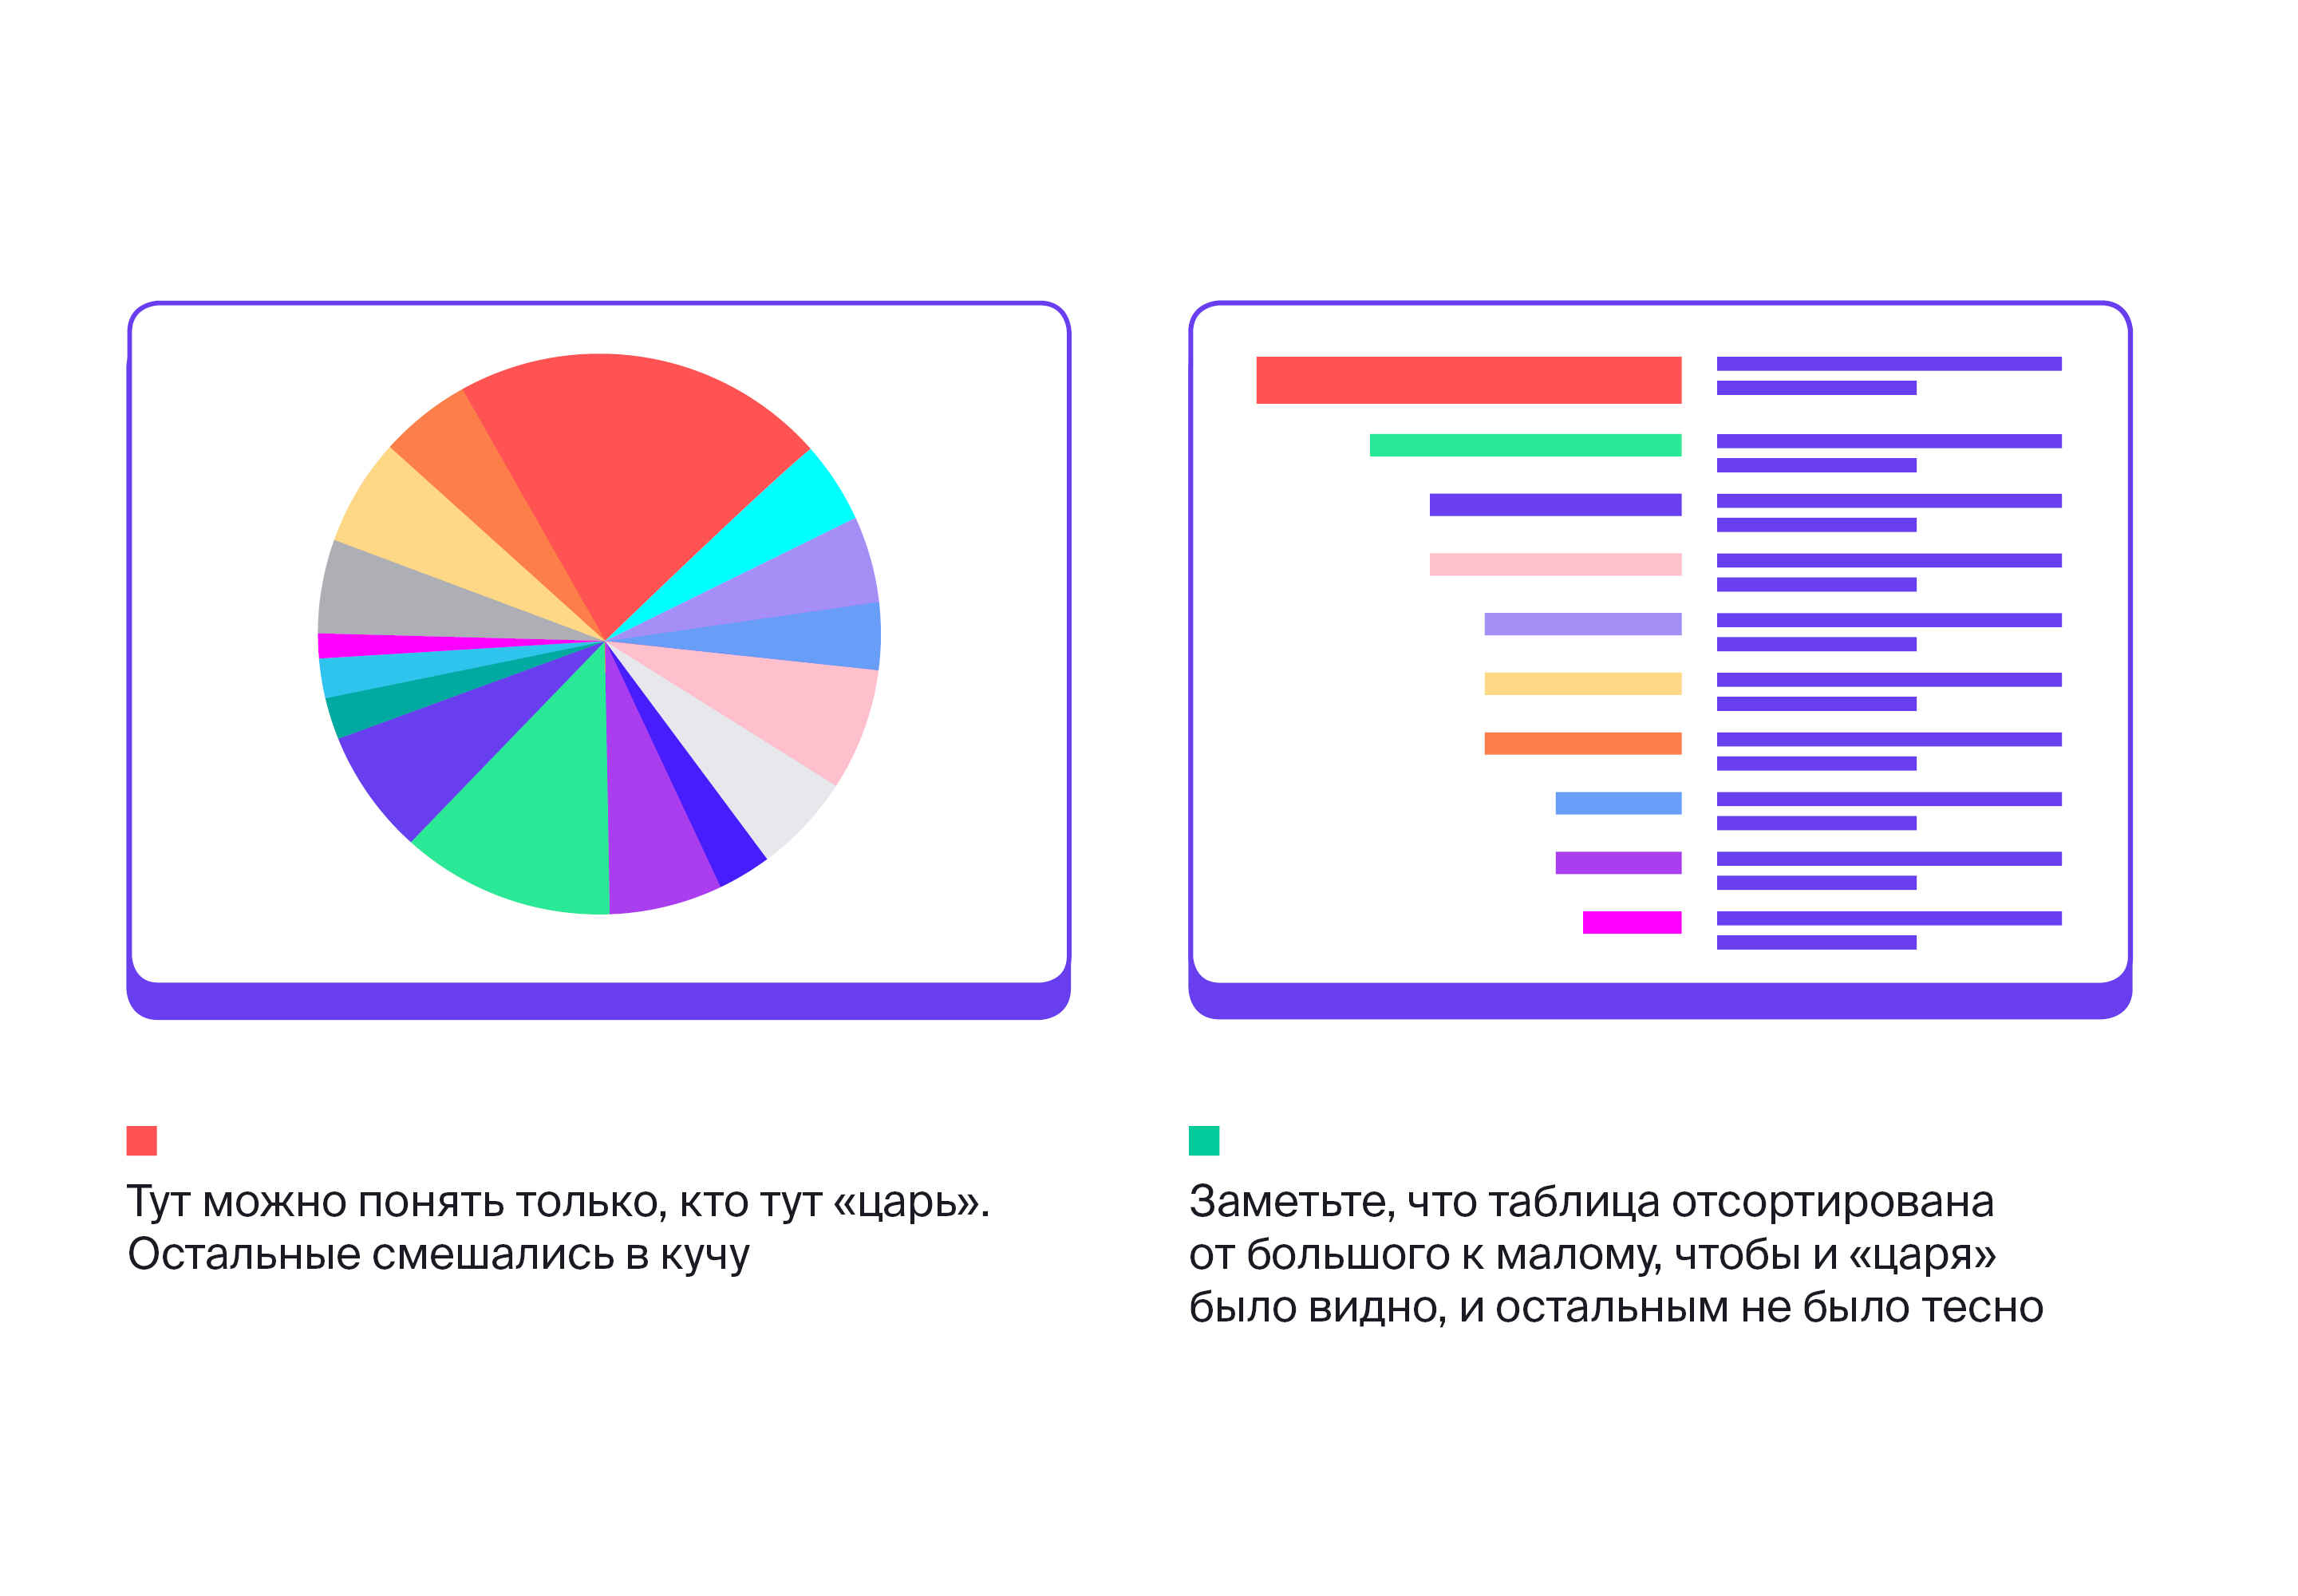 Тут можно понять только, кто тут «царь».
Остальные смешались в кучу
Заметьте, что таблица отсортирована
от большого к малому, чтобы и «царя»
было видно, и остальным не было тесно